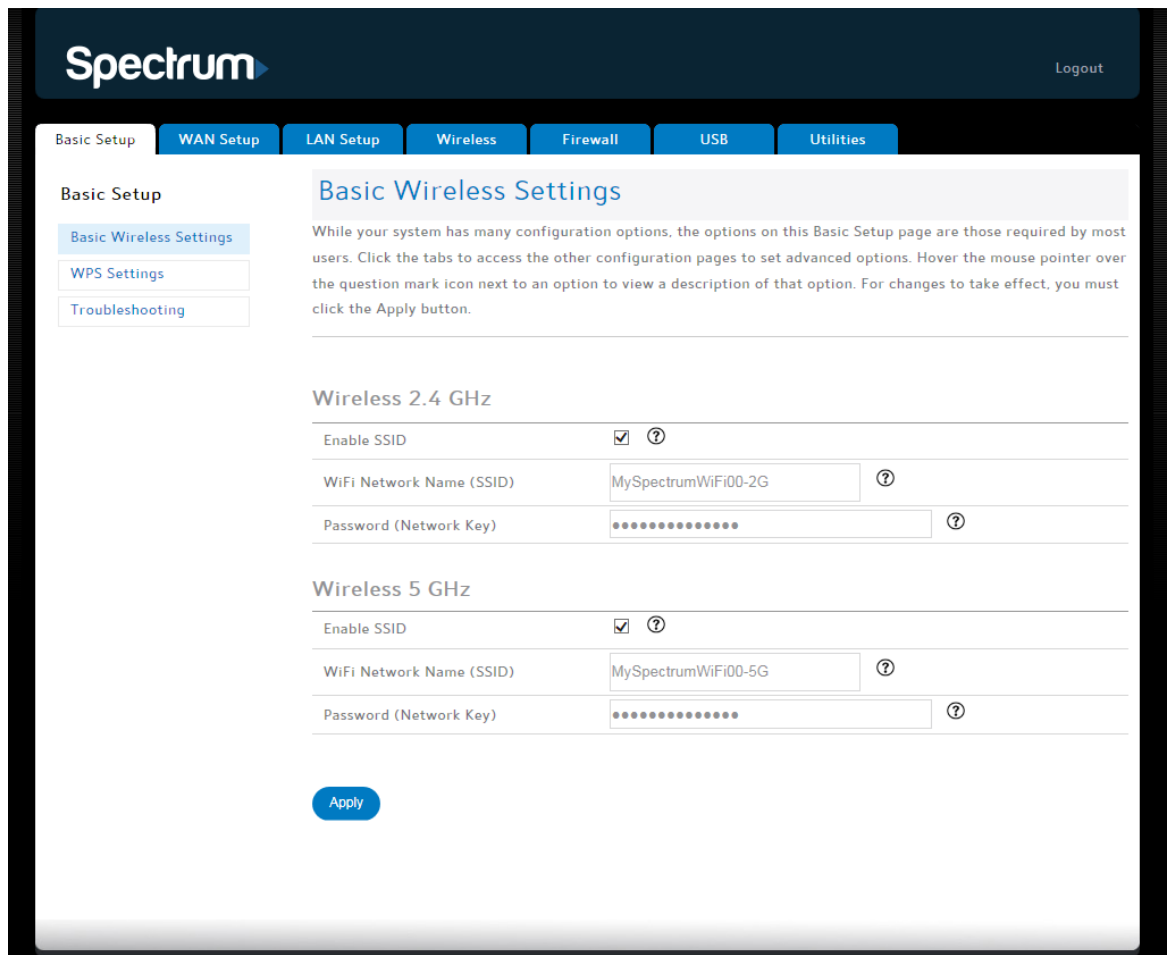 Spectrum
Logout
Basic Setup
WAN Setup
LAN Setup
Wireless
Firewall
USB
Utilities
Basic Setup
Basic Wireless Settings
WPS Settings
Troubleshooting
Basic Wireless Settings
While your system has many configuration options, the options on this Basic Setup page are those required by most
users. Click the tabs to access the other configuration pages to set advanced options. Hover the mouse pointer over
the question mark icon next to an option to view a description of that option. For changes to take effect, you must
click the Apply button.
Wireless 2.4 GHz
Enable SSID ?
WiFi Network Name (SSID) MySpectrumWiFi00-2G ?
Password (Network Key) •••••••••••••• ?
Wireless 5 GHz
Enable SSID ?
WiFi Network Name (SSID) MySpectrumWiFi00-5G ?
Password (Network Key) •••••••••••••• ?
Apply